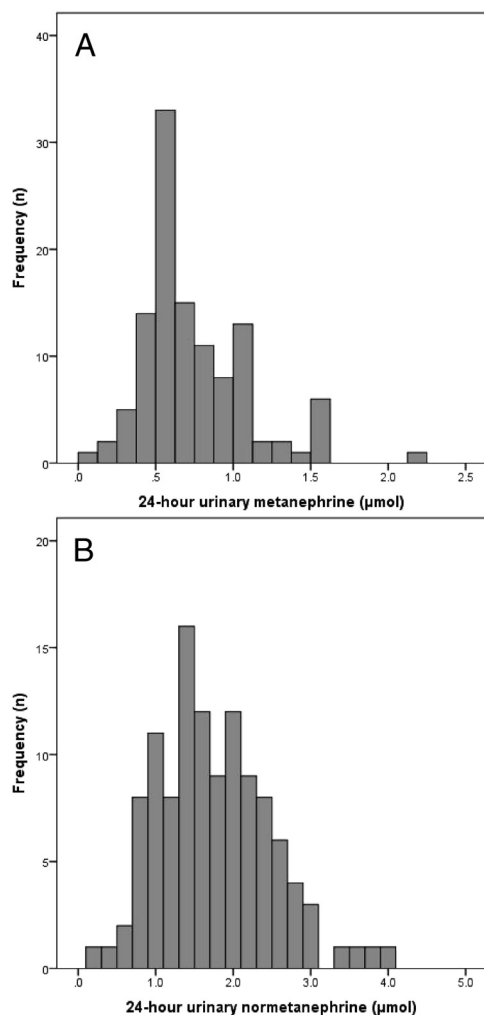 A
40
30
20
10
0
Frequency (n)
.0 .5 1.0 1.5 2.0 2.5
24-hour urinary metanephrine (µmol)
B
20
15
10
5
0
Frequency (n)
.0 1.0 2.0 3.0 4.0 5.0
24-hour urinary normetanephrine (µmol)